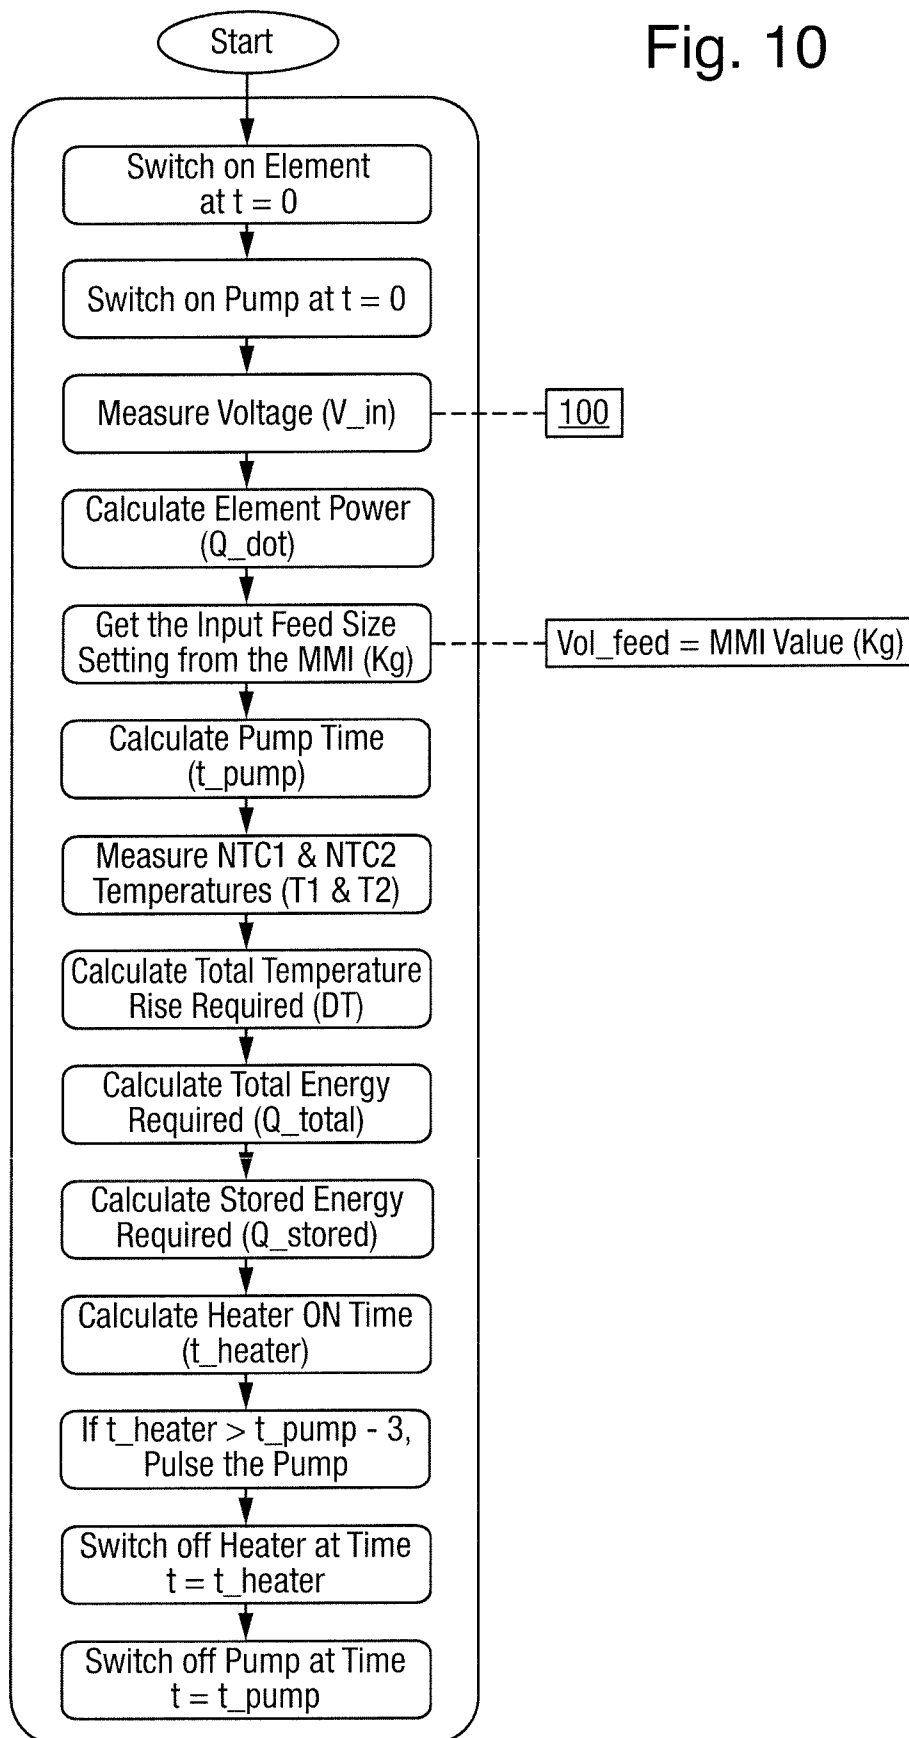 Start
Fig. 10
Switch on Element
at t = 0
Switch on Pump at t = 0
Measure Voltage (V_in)
100
Calculate Element Power
(Q_dot)
Get the Input Feed Size
Setting from the MMI (Kg)
Vol_feed = MMI Value (Kg)
Calculate Pump Time
(t_pump)
Measure NTC1 & NTC2
Temperatures (T1 & T2)
Calculate Total Temperature
Rise Required (DT)
Calculate Total Energy
Required (Q_total)
Calculate Stored Energy
Required (Q_stored)
Calculate Heater ON Time
(t_heater)
If t_heater > t_pump - 3,
Pulse the Pump
Switch off Heater at Time
t = t_heater
Switch off Pump at Time
t = t_pump